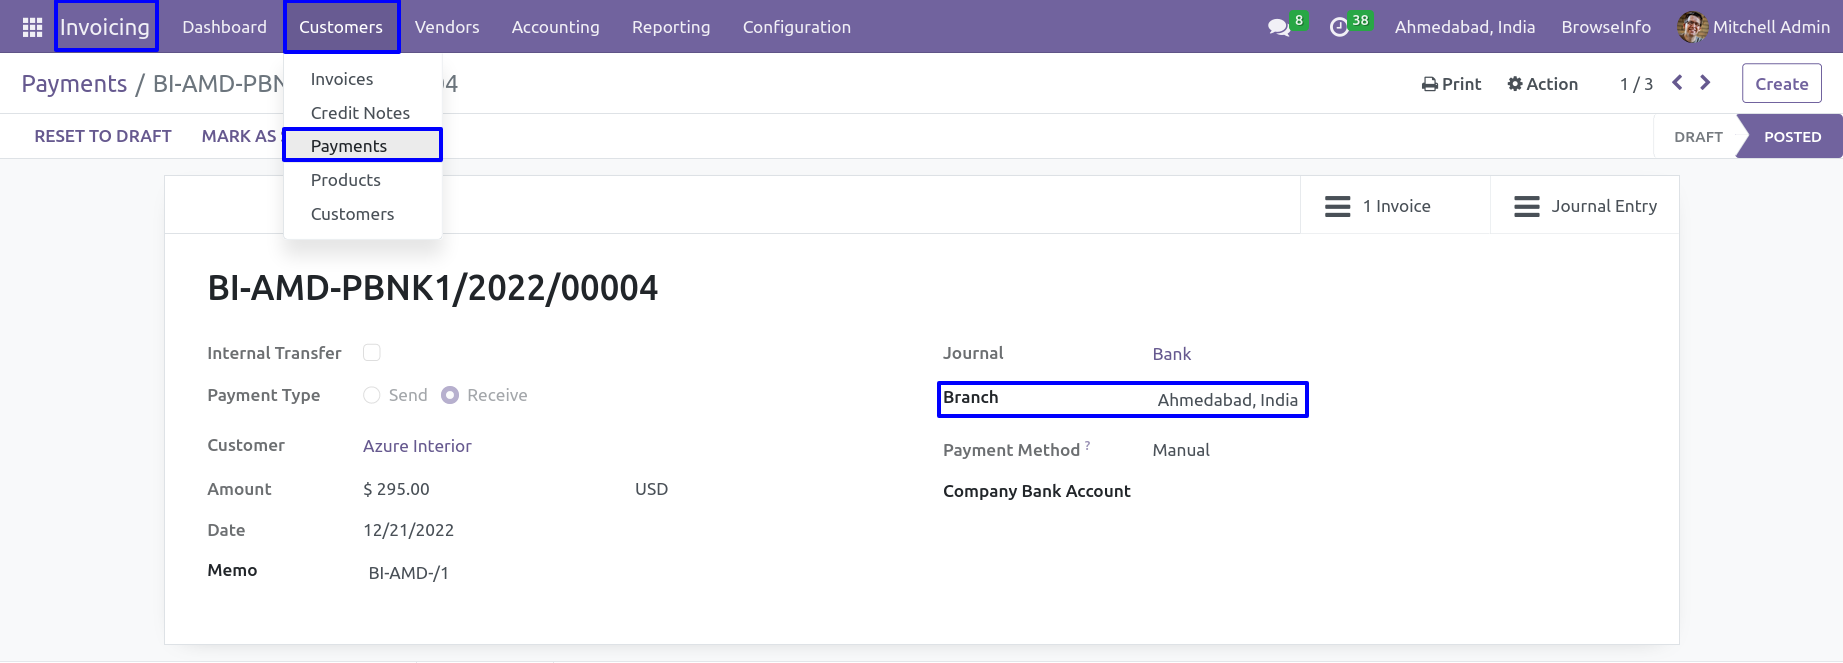 Invoicing Dashboard Customers Vendors Accounting Reporting Configuration 8 38 Ahmedabad, India BrowseInfo Mitchell Admin
Payments / BI-AMD-PBN 04 Print Action 1 / 3 Create
Invoices
Credit Notes
Payments
Products
Customers
RESET TO DRAFT MARK AS DRAFT POSTED
1 Invoice Journal Entry
BI-AMD-PBNK1/2022/00004
Internal Transfer
Payment Type Send Receive
Customer Azure Interior
Amount $ 295.00 USD
Date 12/21/2022
Memo BI-AMD-/1
Journal Bank
Branch Ahmedabad, India
Payment Method ? Manual
Company Bank Account